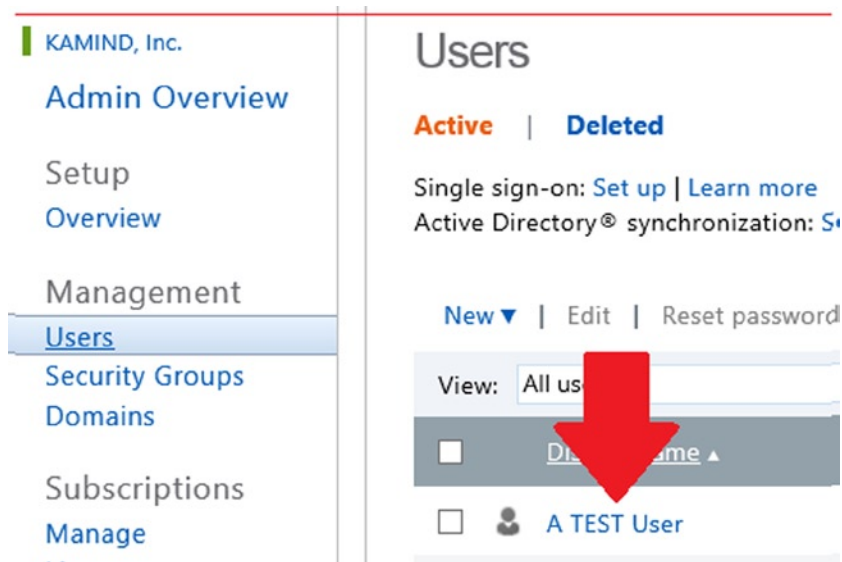 KAMIND, Inc.
Admin Overview
Setup
Overview
Management
Users
Security Groups
Domains
Subscriptions
Manage
Users
Active | Deleted
Single sign-on: Set up | Learn more
Active Directory® synchronization:
New ▼ | Edit | Reset password
View: All
▲
A TEST User